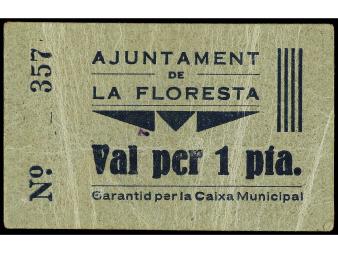 Nº 357
AJUNTAMENT
DE
LA FLORESTA
Val per 1 pta.
Garantid per la Caixa Municipal